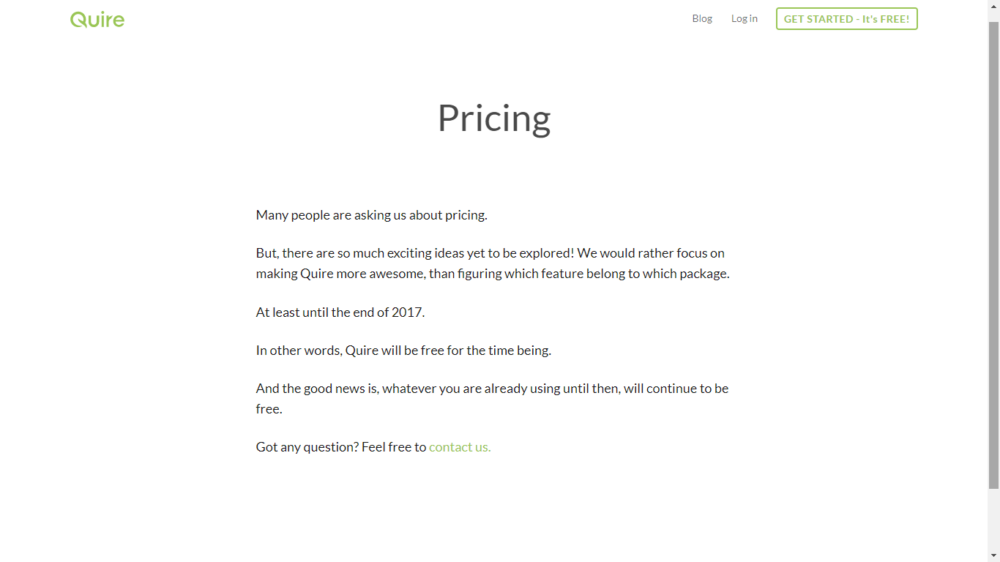 Quire
Blog Log in GET STARTED - It's FREE!
Pricing
Many people are asking us about pricing.
But, there are so much exciting ideas yet to be explored! We would rather focus on
making Quire more awesome, than figuring which feature belong to which package.
At least until the end of 2017.
In other words, Quire will be free for the time being.
And the good news is, whatever you are already using until then, will continue to be
free.
Got any question? Feel free to contact us.